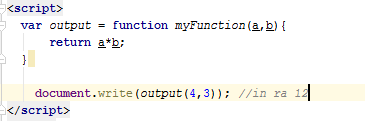 <script>
var output = function myFunction(a,b){
return a*b;
}
document.write(output(4,3)); //in ra 12
</script>